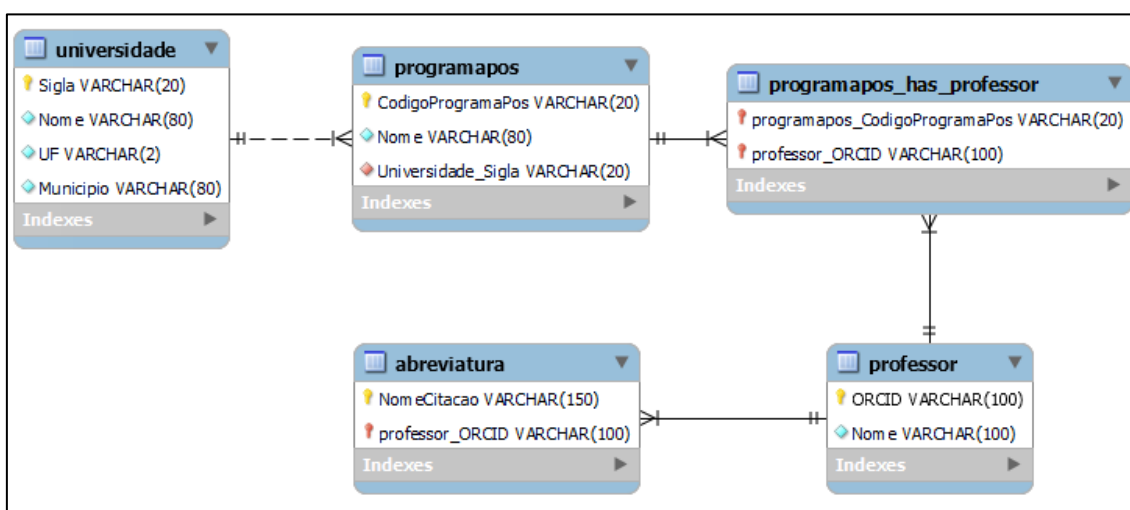 universidade
Sigla VARCHAR(20)
Nome VARCHAR(80)
UF VARCHAR(2)
Municipio VARCHAR(80)
Indexes
programapos
CodigoProgramaPos VARCHAR(20)
Nome VARCHAR(80)
Universidade_Sigla VARCHAR(20)
Indexes
programapos_has_professor
programapos_CodigoProgramaPos VARCHAR(20)
professor_ORCID VARCHAR(100)
Indexes
abreviatura
NomeCitacao VARCHAR(150)
professor_ORCID VARCHAR(100)
Indexes
professor
ORCID VARCHAR(100)
Nome VARCHAR(100)
Indexes